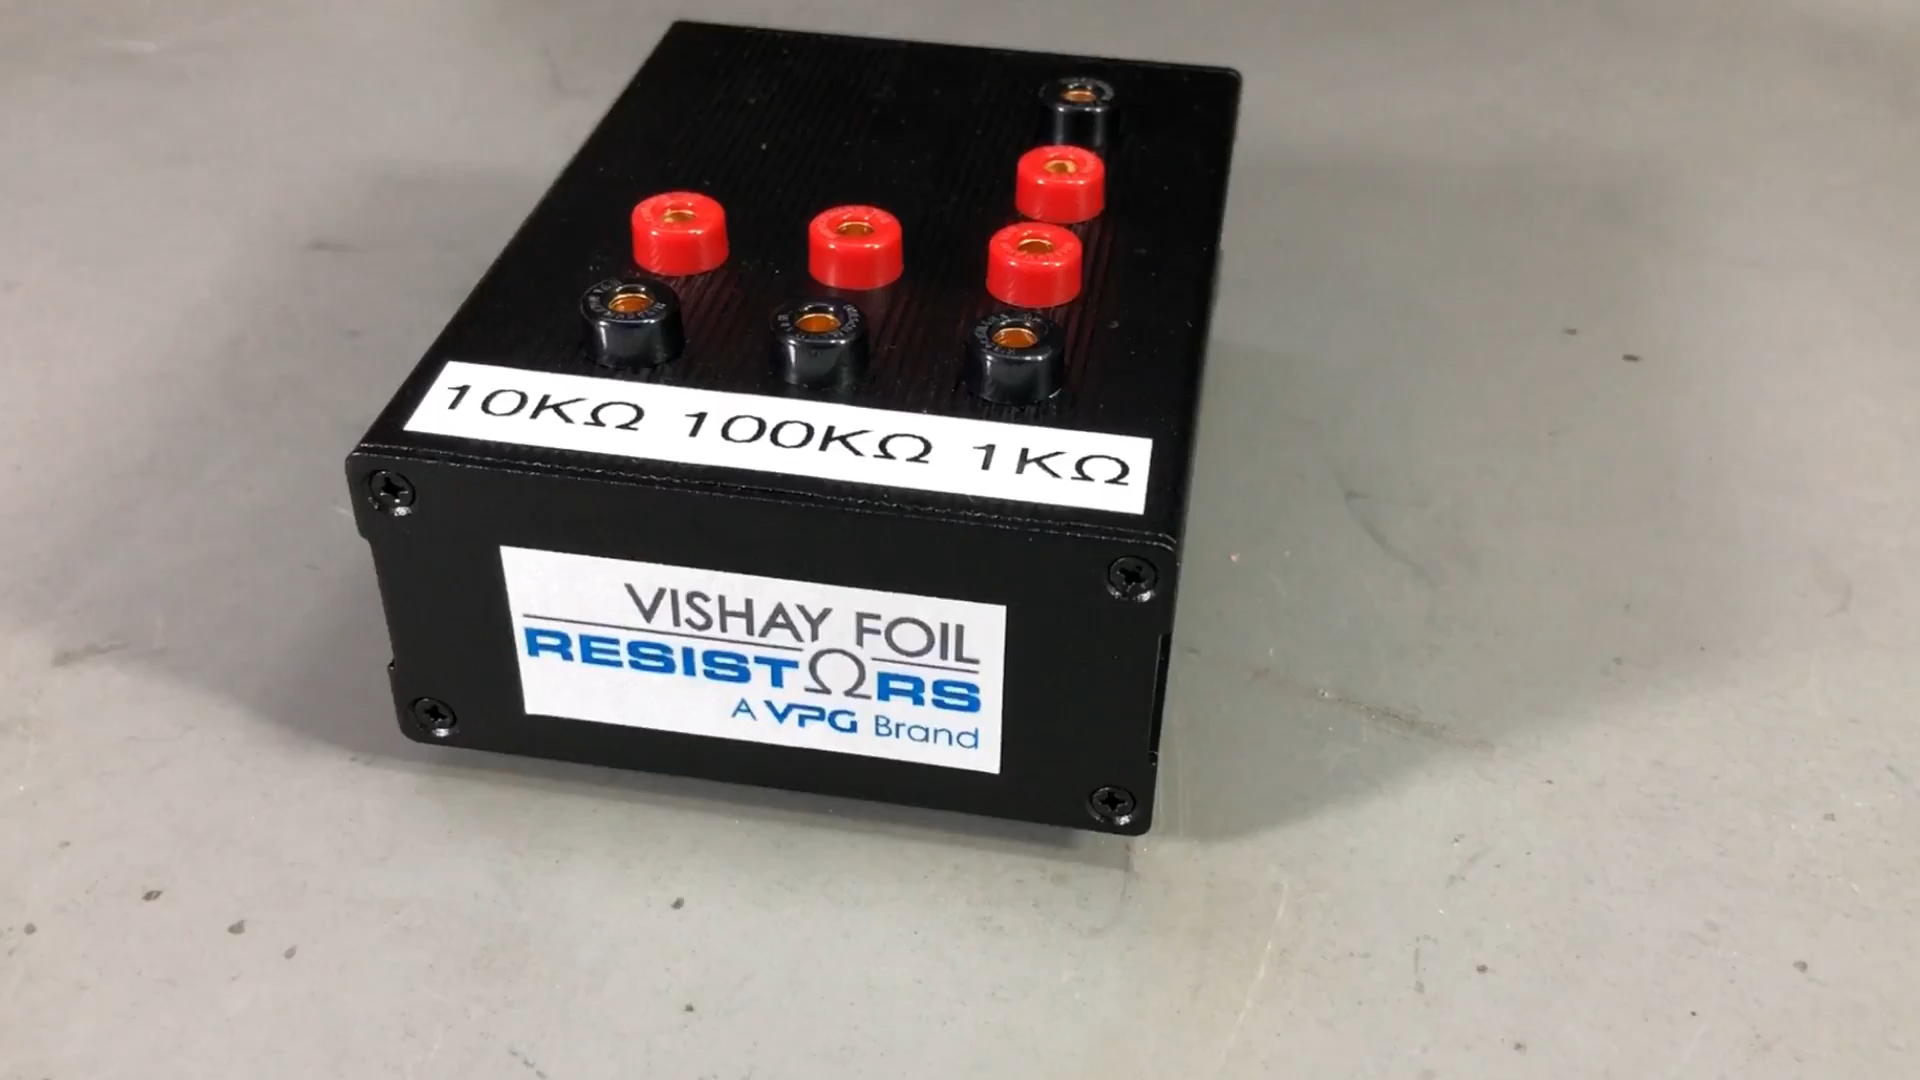 10KΩ 100KΩ 1KΩ
VISHAY FOIL
RESISTΩRS
A VPG Brand